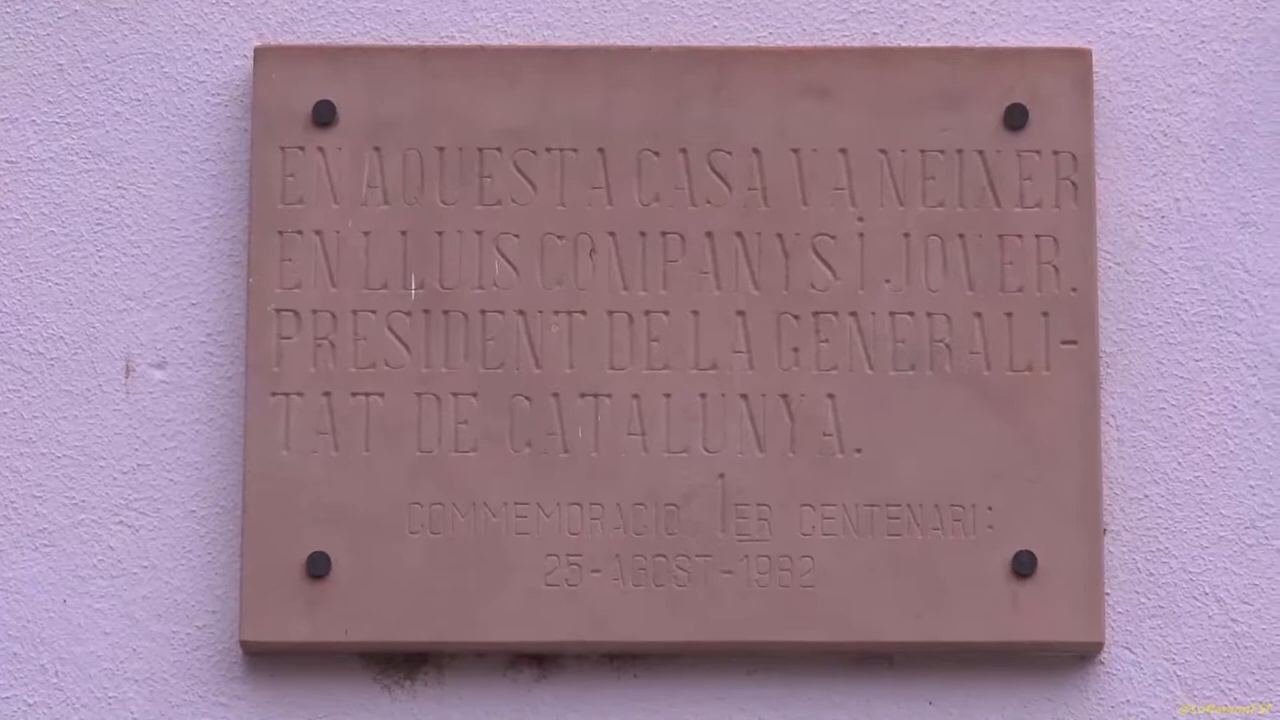 EN AQUESTA CASA VA NEIXER
EN LLUIS COMPANYS i JOVER.
PRESIDENT DE LA GENERALI-
TAT DE CATALUNYA.
COMMEMORACIO 1ER CENTENARI:
25-AGOST-1982